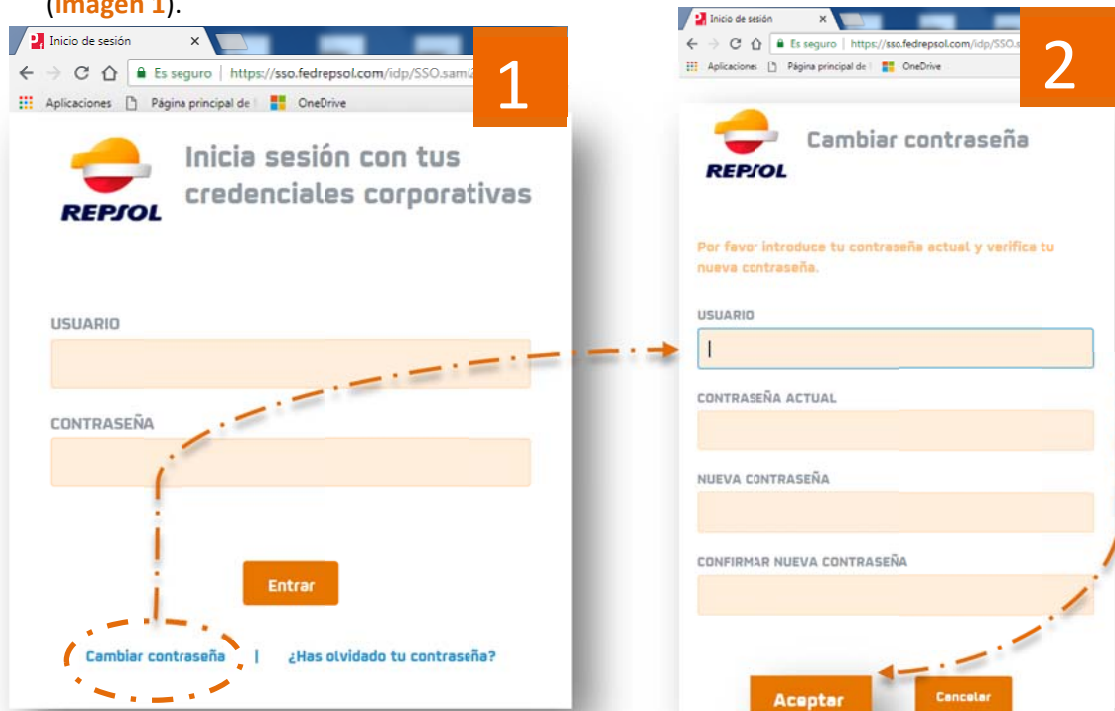 (Imagen 1).
Inicio de sesión
Es seguro | https://sso.fedrepsol.com/idp/SSO.saml2
Aplicaciones Página principal de OneDrive
1
REPSOL
Inicia sesión con tus
credenciales corporativas
USUARIO
CONTRASEÑA
Entrar
Cambiar contraseña | ¿Has olvidado tu contraseña?
Inicio de sesión
Es seguro | https://sso.fedrepsol.com/idp/SSO.s
Aplicaciones Página principal de OneDrive
2
REPSOL
Cambiar contraseña
Por favor introduce tu contraseña actual y verifica tu
nueva contraseña.
USUARIO
CONTRASEÑA ACTUAL
NUEVA CONTRASEÑA
CONFIRMAR NUEVA CONTRASEÑA
Aceptar Cancelar